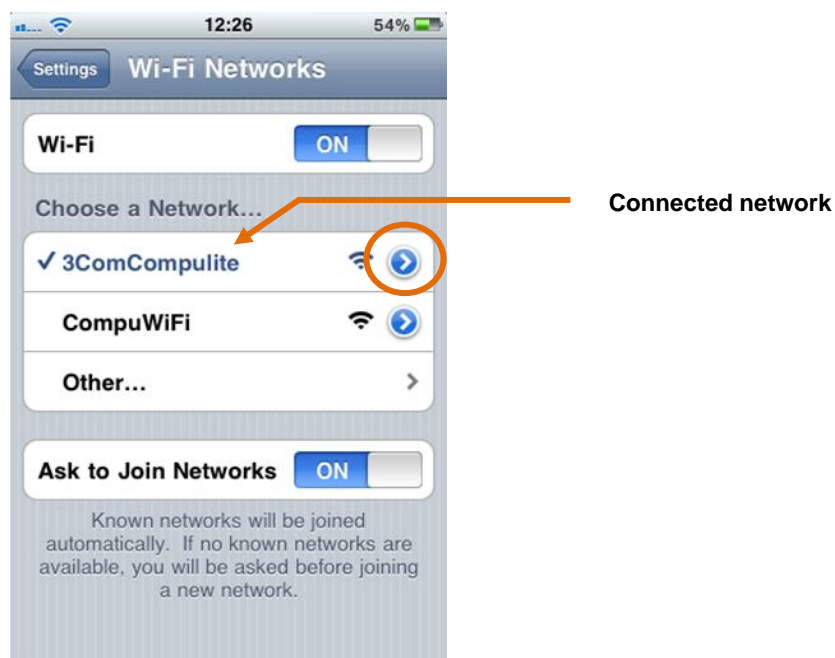 12:26
54%
Settings
Wi-Fi Networks
Wi-Fi
ON
Choose a Network...
Connected network
✓ 3ComCompulite
CompuWiFi
Other...
Ask to Join Networks
ON
Known networks will be joined
automatically. If no known networks are
available, you will be asked before joining
a new network.